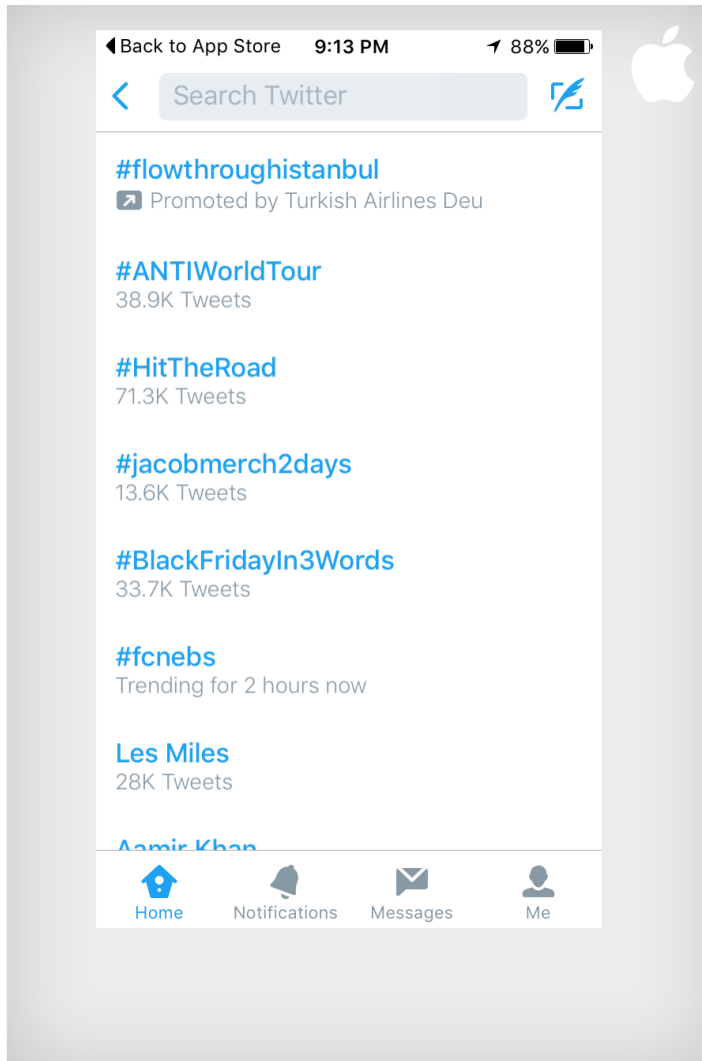 Back to App Store 9:13 PM 88%
Search Twitter
#flowthroughistanbul
Promoted by Turkish Airlines Deu
#ANTIWorldTour
38.9K Tweets
#HitTheRoad
71.3K Tweets
#jacobmerch2days
13.6K Tweets
#BlackFridayIn3Words
33.7K Tweets
#fcnebs
Trending for 2 hours now
Les Miles
28K Tweets
Aamir Khan
Home Notifications Messages Me